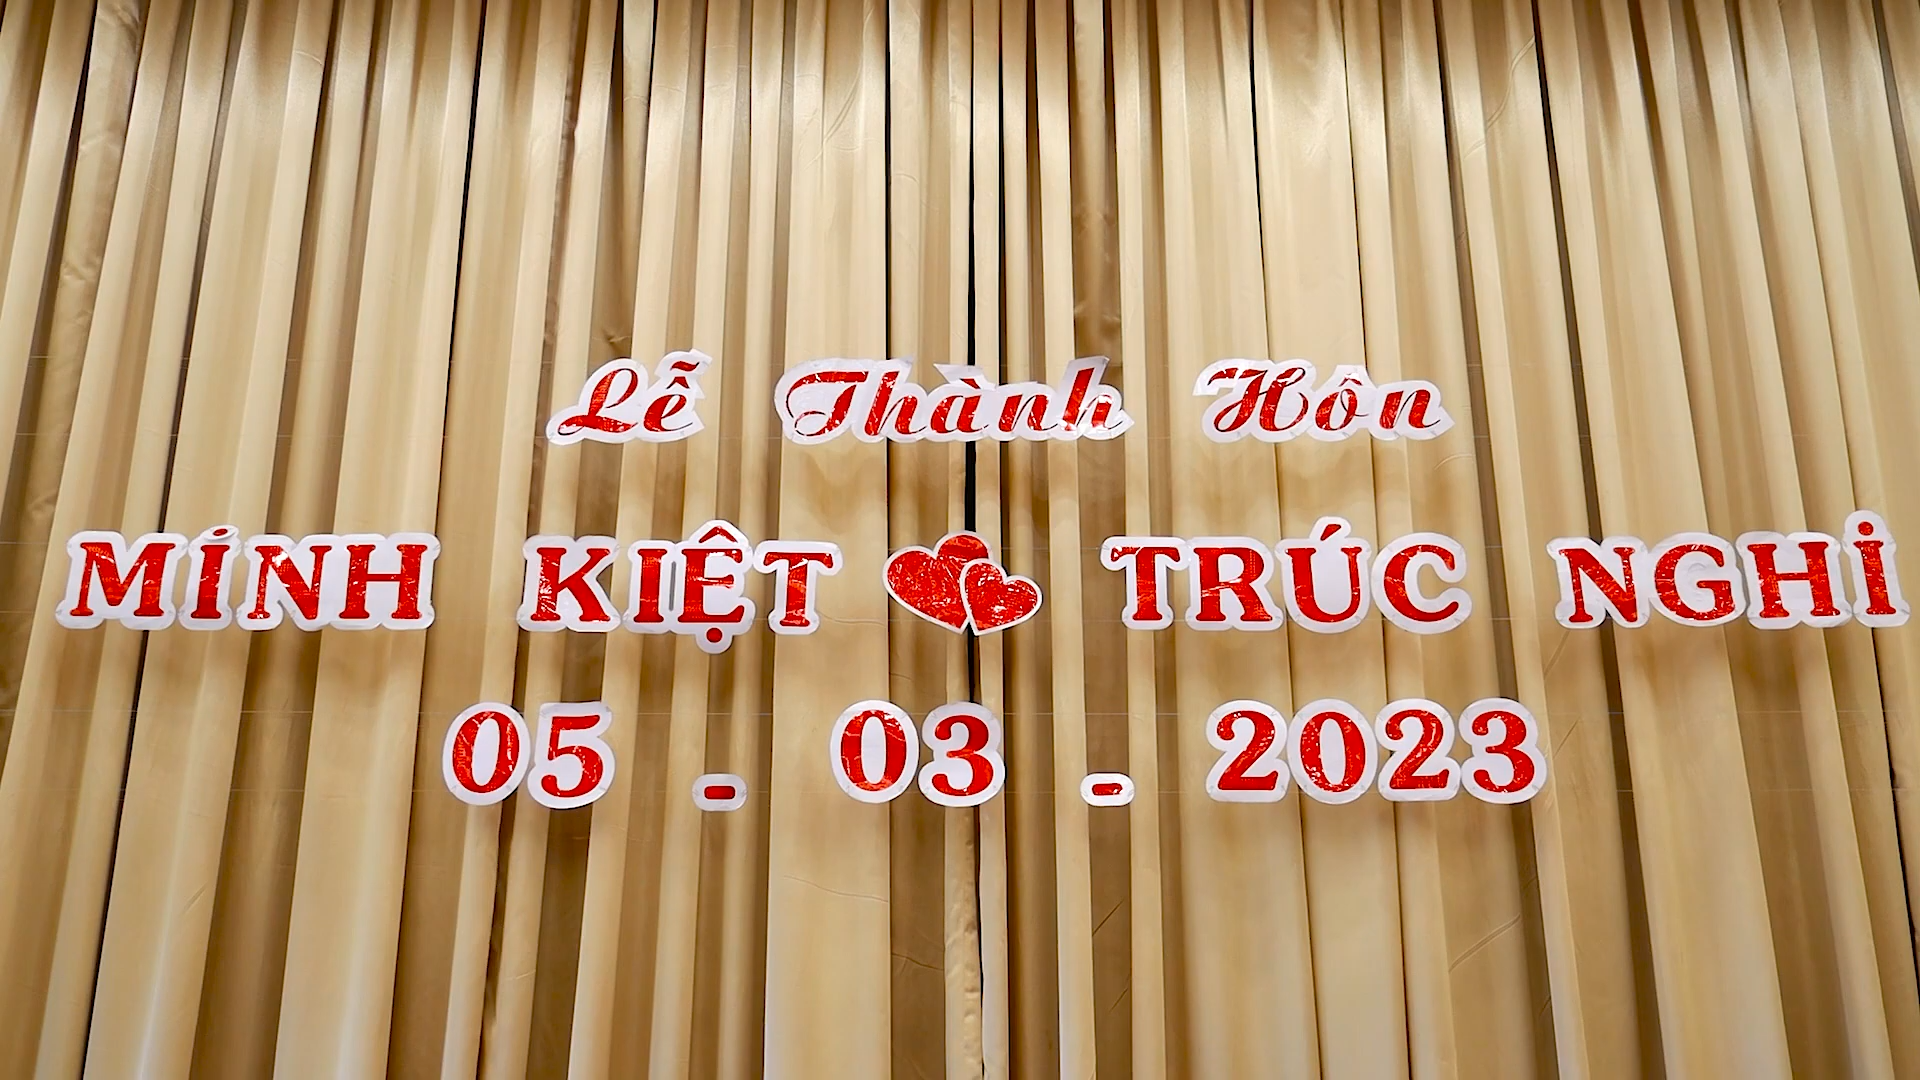 Lễ Thành Hôn
MINH KIỆT TRÚC NGHI
05 - 03 - 2023